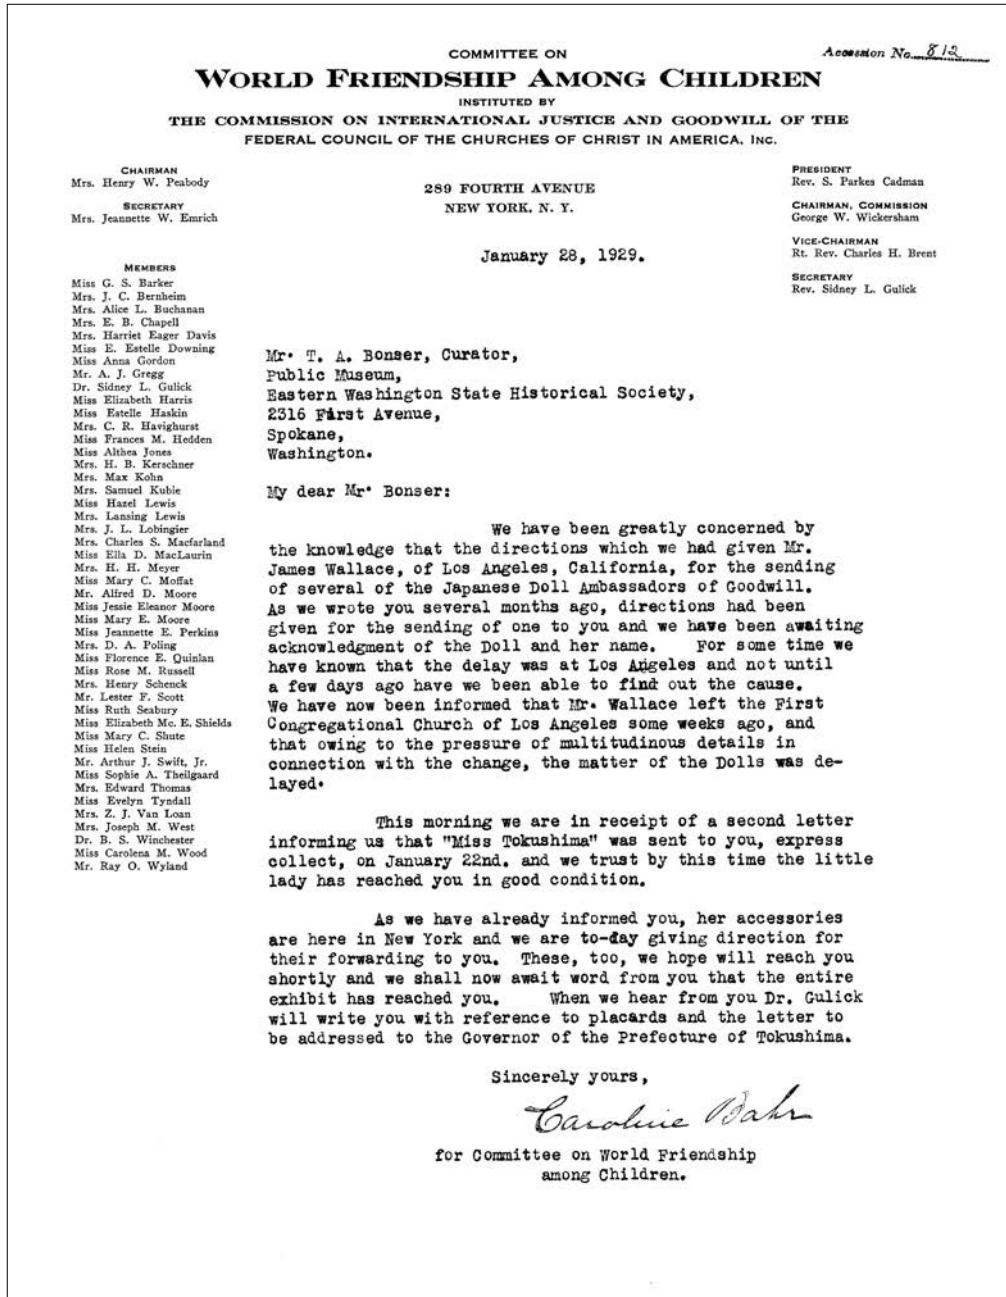 Accession No. 812
COMMITTEE ON
WORLD FRIENDSHIP AMONG CHILDREN
INSTITUTED BY
THE COMMISSION ON INTERNATIONAL JUSTICE AND GOODWILL OF THE
FEDERAL COUNCIL OF THE CHURCHES OF CHRIST IN AMERICA, INC.
CHAIRMAN
Mrs. Henry W. Peabody
SECRETARY
Mrs. Jeannette W. Emrich
289 FOURTH AVENUE
NEW YORK, N. Y.
PRESIDENT
Rev. S. Parkes Cadman
CHAIRMAN, COMMISSION
George W. Wickersham
VICE-CHAIRMAN
Rt. Rev. Charles H. Brent
SECRETARY
Rev. Sidney L. Gulick
January 28, 1929.
MEMBERS
Miss G. S. Barker
Mrs. J. C. Bernheim
Mrs. Alice L. Buchanan
Mrs. E. B. Chapell
Mrs. Harriet Eager Davis
Miss E. Estelle Downing
Miss Anna Gordon
Mr. A. J. Gregg
Dr. Sidney L. Gulick
Miss Elizabeth Harris
Miss Estelle Haskin
Mrs. C. R. Havighurst
Miss Frances M. Hedden
Miss Althea Jones
Mrs. H. B. Kerschner
Mrs. Max Kohn
Mrs. Samuel Kubie
Miss Hazel Lewis
Mrs. Lansing Lewis
Mrs. J. L. Lobingier
Mrs. Charles S. Macfarland
Miss Ella D. MacLaurin
Mrs. H. H. Meyer
Miss Mary C. Moffat
Mr. Alfred D. Moore
Miss Jessie Eleanor Moore
Miss Mary E. Moore
Miss Jeannette E. Perkins
Mrs. D. A. Poling
Miss Florence E. Quinlan
Miss Rose M. Russell
Mrs. Henry Schenck
Mr. Lester F. Scott
Miss Ruth Seabury
Miss Elizabeth Mc. E. Shields
Miss Mary C. Shute
Miss Helen Stein
Mr. Arthur J. Swift, Jr.
Miss Sophie A. Theilgaard
Mrs. Edward Thomas
Miss Evelyn Tyndall
Mrs. Z. J. Van Loan
Mrs. Joseph M. West
Dr. B. S. Winchester
Miss Carolena M. Wood
Mr. Ray O. Wyland
Mr. T. A. Bonser, Curator,
Public Museum,
Eastern Washington State Historical Society,
2316 First Avenue,
Spokane,
Washington.
My dear Mr. Bonser:
We have been greatly concerned by
the knowledge that the directions which we had given Mr.
James Wallace, of Los Angeles, California, for the sending
of several of the Japanese Doll Ambassadors of Goodwill.
As we wrote you several months ago, directions had been
given for the sending of one to you and we have been awaiting
acknowledgment of the Doll and her name. For some time we
have known that the delay was at Los Angeles and not until
a few days ago have we been able to find out the cause.
We have now been informed that Mr. Wallace left the First
Congregational Church of Los Angeles some weeks ago, and
that owing to the pressure of multitudinous details in
connection with the change, the matter of the Dolls was de-
layed.
This morning we are in receipt of a second letter
informing us that "Miss Tokushima" was sent to you, express
collect, on January 22nd. and we trust by this time the little
lady has reached you in good condition.
As we have already informed you, her accessories
are here in New York and we are to-day giving direction for
their forwarding to you. These, too, we hope will reach you
shortly and we shall now await word from you that the entire
exhibit has reached you. When we hear from you Dr. Gulick
will write you with reference to placards and the letter to
be addressed to the Governor of the Prefecture of Tokushima.
Sincerely yours,
Caroline Bahr
for Committee on World Friendship
among Children.